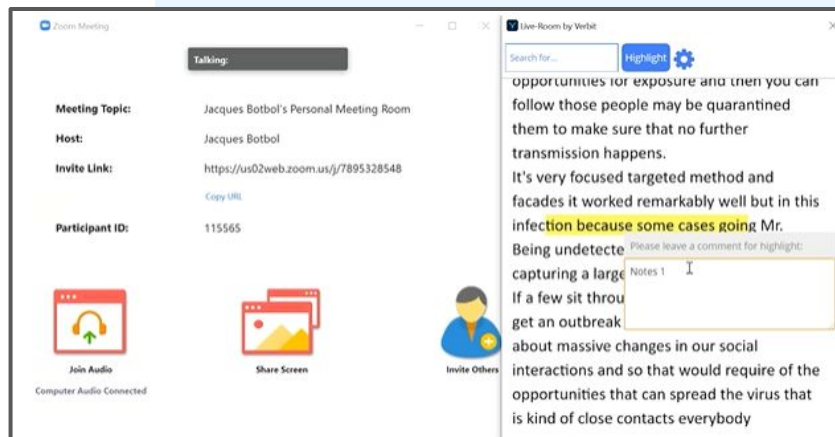 Zoom Meeting
Talking:
Meeting Topic: Jacques Botbol's Personal Meeting Room
Host: Jacques Botbol
Invite Link: https://us02web.zoom.us/j/7895328548
Copy URL
Participant ID: 115565
Join Audio
Computer Audio Connected
Share Screen
Invite Others
Live-Room by Verbit
Search for...
Highlight
opportunities for exposure and then you can
follow those people may be quarantined
them to make sure that no further
transmission happens.
It's very focused targeted method and
facades it worked remarkably well but in this
infection because some cases going Mr.
Being undetecte
Please leave a comment for highlight:
capturing a large
Notes 1
If a few sit throu
get an outbreak
about massive changes in our social
interactions and so that would require of the
opportunities that can spread the virus that
is kind of close contacts everybody